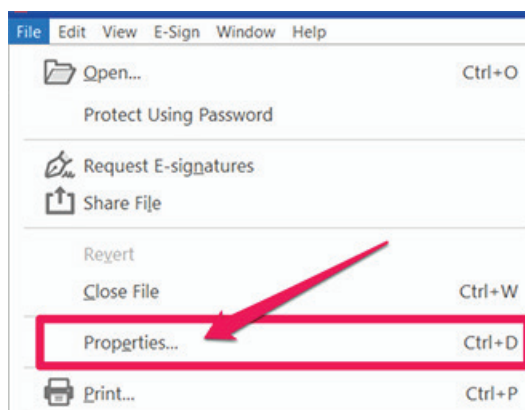 File Edit View E-Sign Window Help
Open... Ctrl+O
Protect Using Password
Request E-signatures
Share File
Revert
Close File Ctrl+W
Properties... Ctrl+D
Print... Ctrl+P